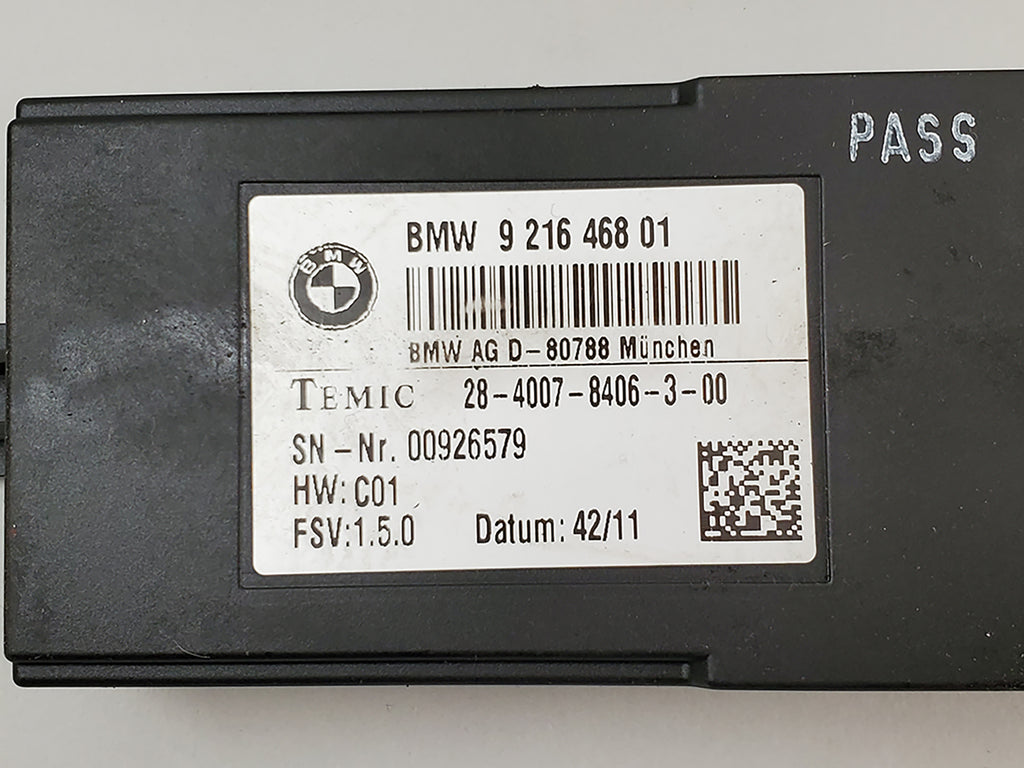 PASS
BMW 9 216 468 01
BMW
BMW AG D-80788 München
TEMIC 28-4007-8406-3-00
SN-Nr. 00926579
HW: C01
FSV:1.5.0 Datum: 42/11